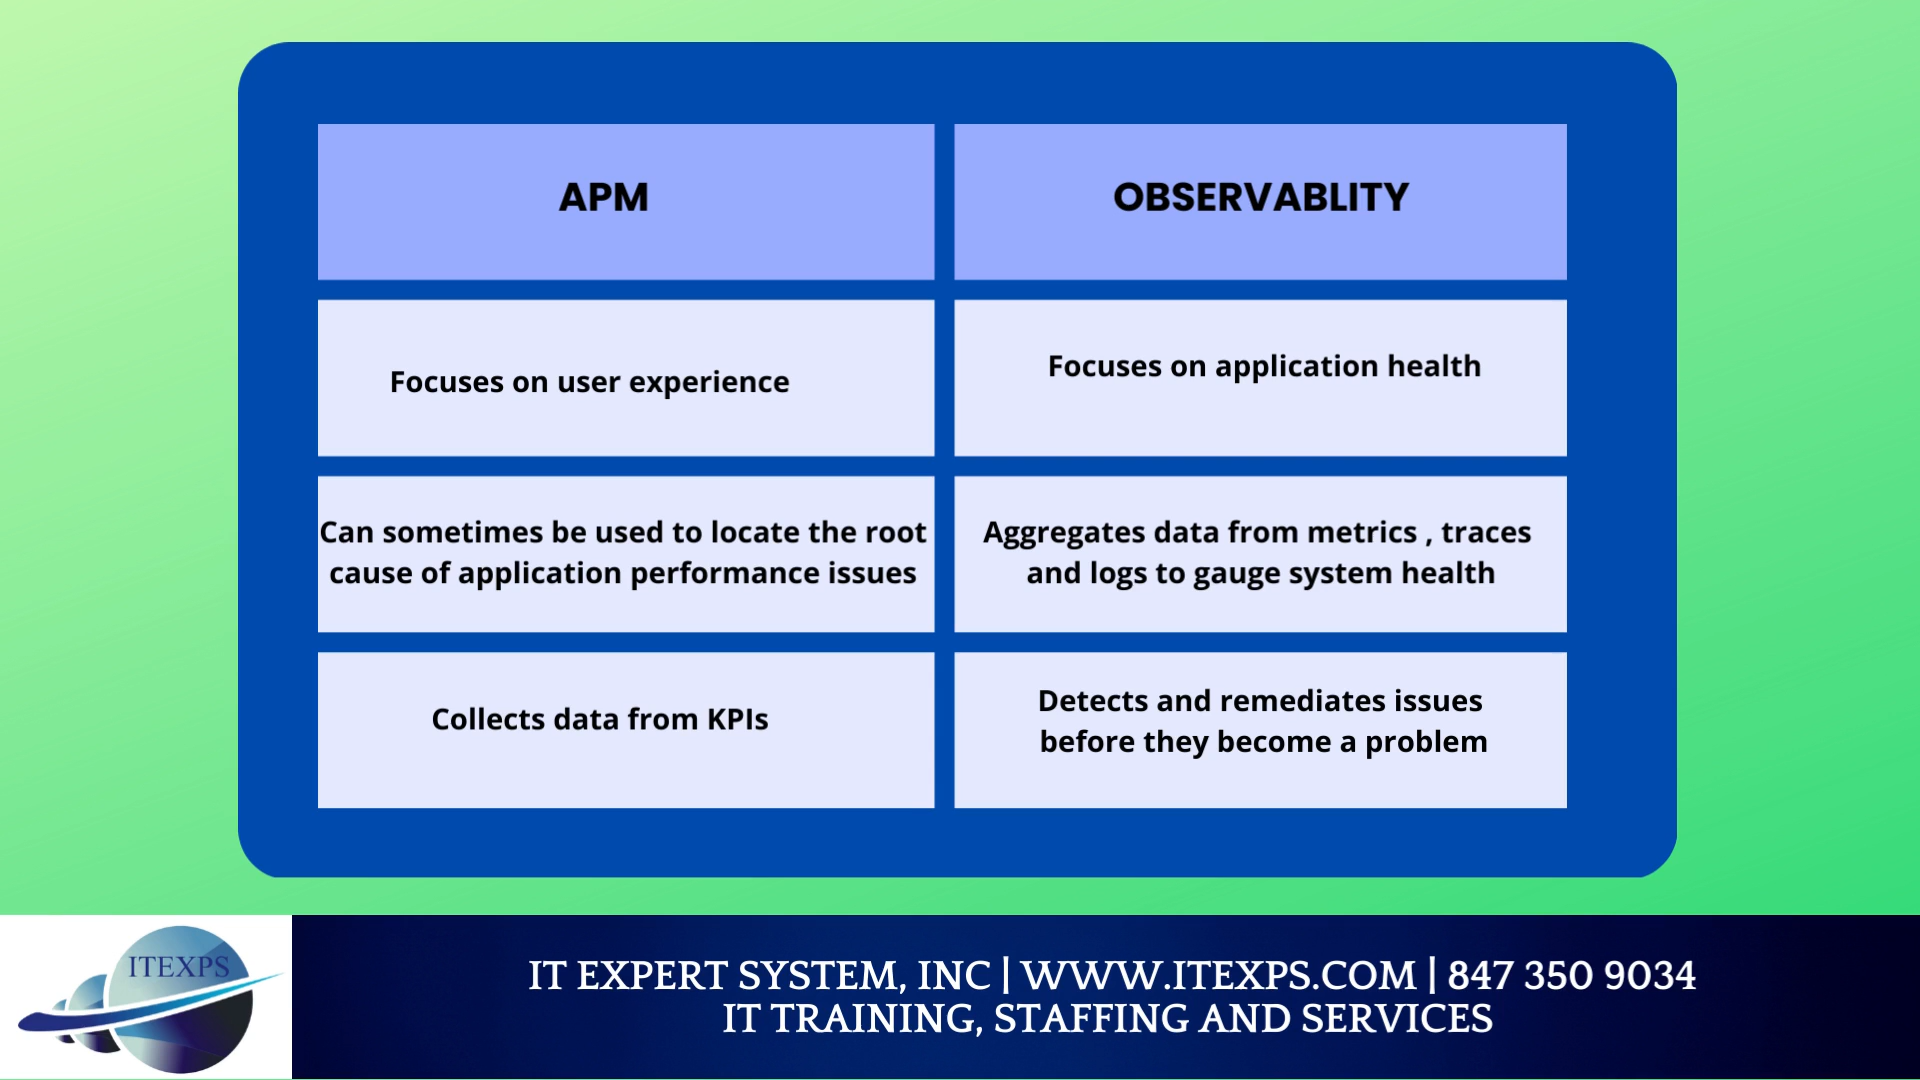 APM
OBSERVABLITY
Focuses on user experience
Focuses on application health
Can sometimes be used to locate the root
cause of application performance issues
Aggregates data from metrics , traces
and logs to gauge system health
Collects data from KPIs
Detects and remediates issues
before they become a problem
ITEXPS
IT EXPERT SYSTEM, INC | WWW.ITEXPS.COM | 847 350 9034
IT TRAINING, STAFFING AND SERVICES